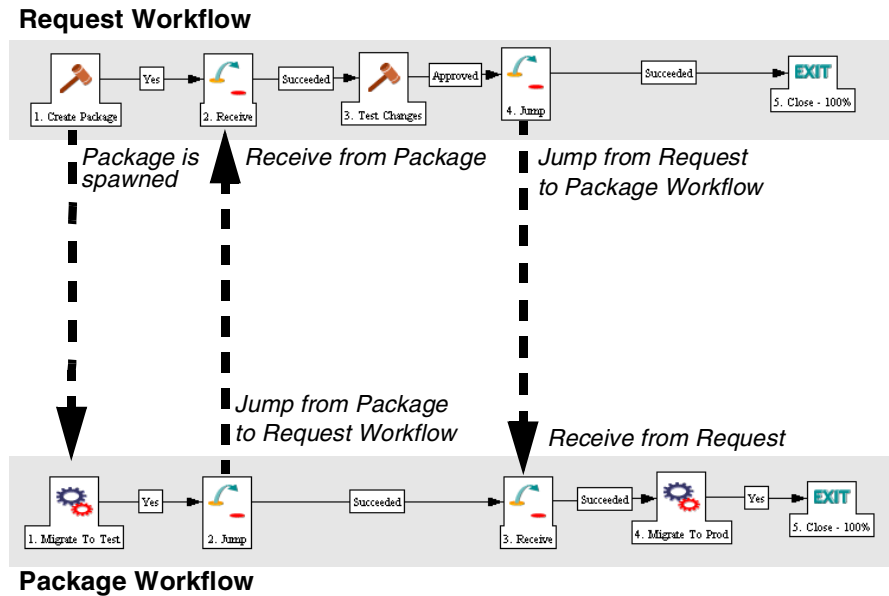 Request Workflow
Yes
Succeeded
Approved
Succeeded
EXIT
1. Create Package
2. Receive
3. Test Changes
4. Jump
5. Close - 100%
Package is
spawned
Receive from Package
Jump from Request
to Package Workflow
Jump from Package
to Request Workflow
Receive from Request
Yes
Succeeded
Succeeded
Yes
EXIT
1. Migrate To Test
2. Jump
3. Receive
4. Migrate To Prod
5. Close - 100%
Package Workflow